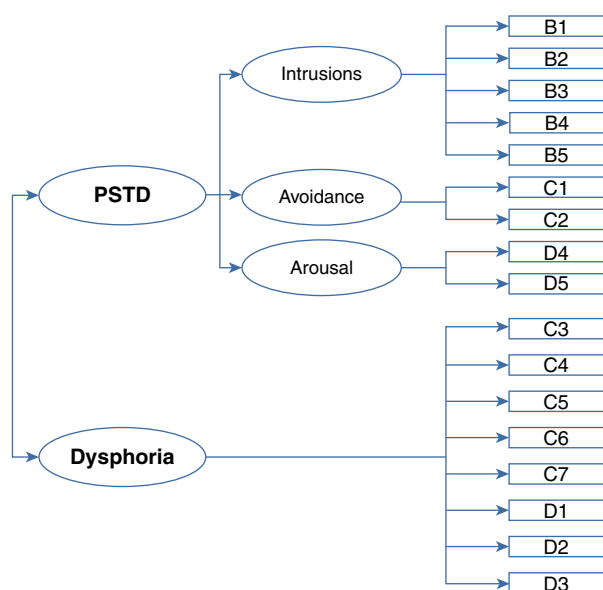 B1
B2
Intrusions
B3
B4
B5
PSTD
Avoidance
C1
C2
Arousal
D4
D5
C3
C4
C5
C6
Dysphoria
C7
D1
D2
D3